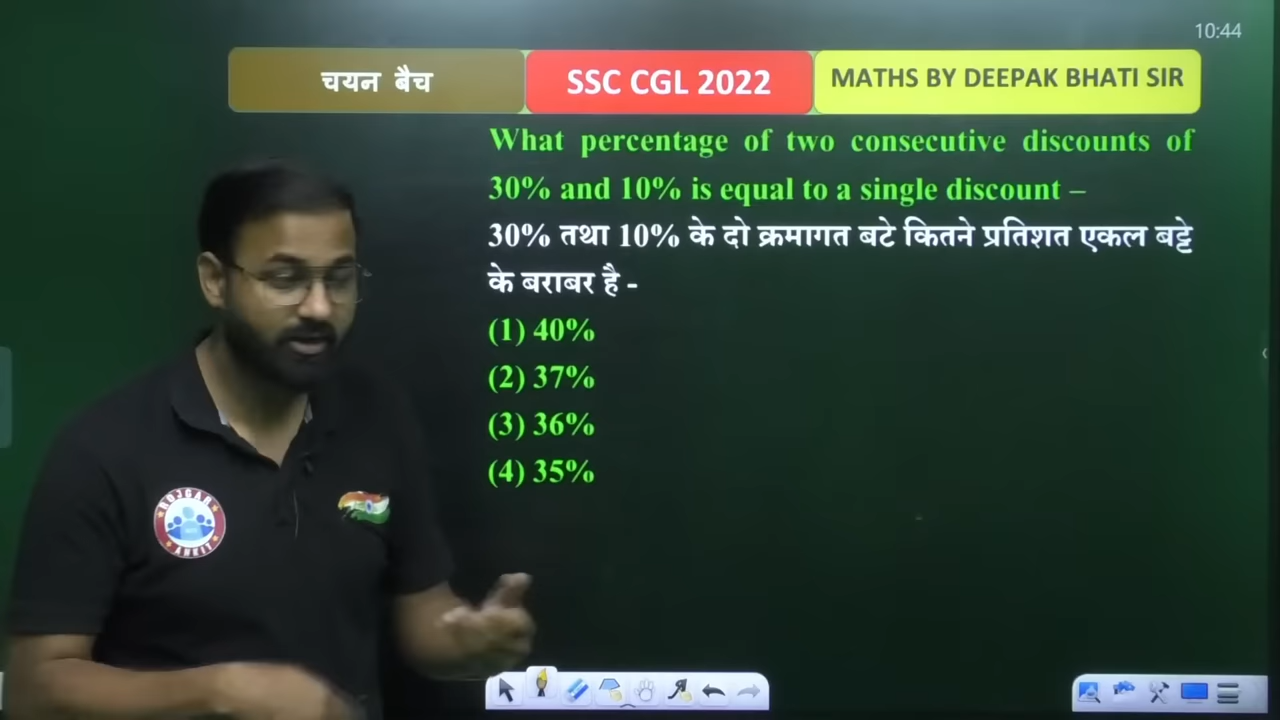 10:44
चयन बैच
SSC CGL 2022
MATHS BY DEEPAK BHATI SIR
What percentage of two consecutive discounts of
30% and 10% is equal to a single discount –
30% तथा 10% के दो क्रमागत बटे कितने प्रतिशत एकल बट्टे
के बराबर है -
(1) 40%
(2) 37%
(3) 36%
(4) 35%
ROJGAR
ANKIT